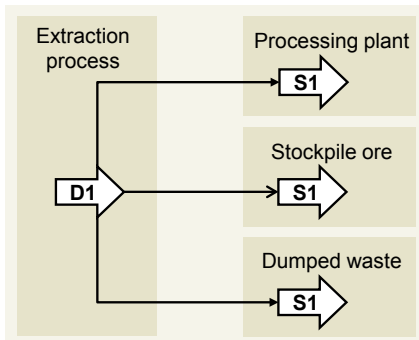 Extraction
process
D1
Processing plant
S1
Stockpile ore
S1
Dumped waste
S1